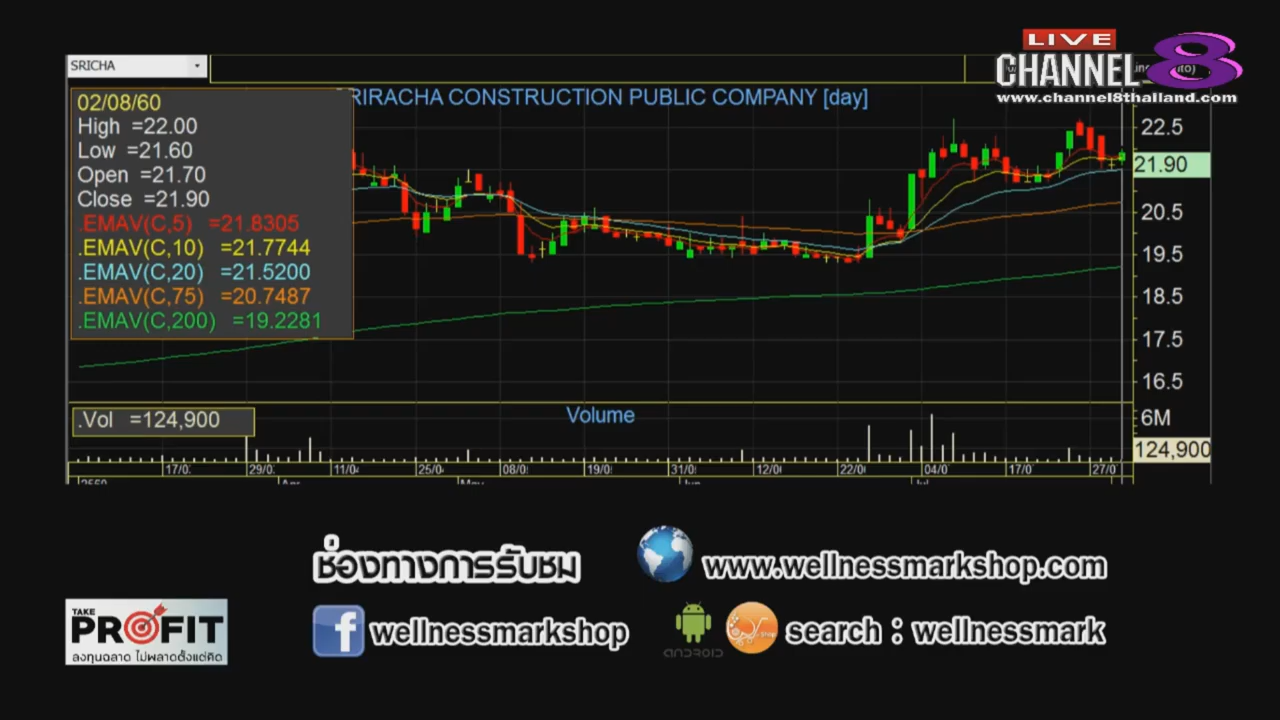 LIVE
CHANNEL 8
www.channel8thailand.com
SRICHA
RIRACHA CONSTRUCTION PUBLIC COMPANY [day]
02/08/60
High =22.00
Low =21.60
Open =21.70
Close =21.90
.EMAV(C,5) =21.8305
.EMAV(C,10) =21.7744
.EMAV(C,20) =21.5200
.EMAV(C,75) =20.7487
.EMAV(C,200) =19.2281
22.5
21.90
20.5
19.5
18.5
17.5
16.5
.Vol =124,900
Volume
6M
124,900
17/0 29/0 11/0 25/0 08/0 19/0 31/0 12/0 22/0 04/0 17/0 27/0
ช่องทางการรับชม
www.wellnessmarkshop.com
TAKE
PROFIT
ลงทุนฉลาด ไม่พลาดตั้งแต่คิด
wellnessmarkshop
ANDROID
search : wellnessmark